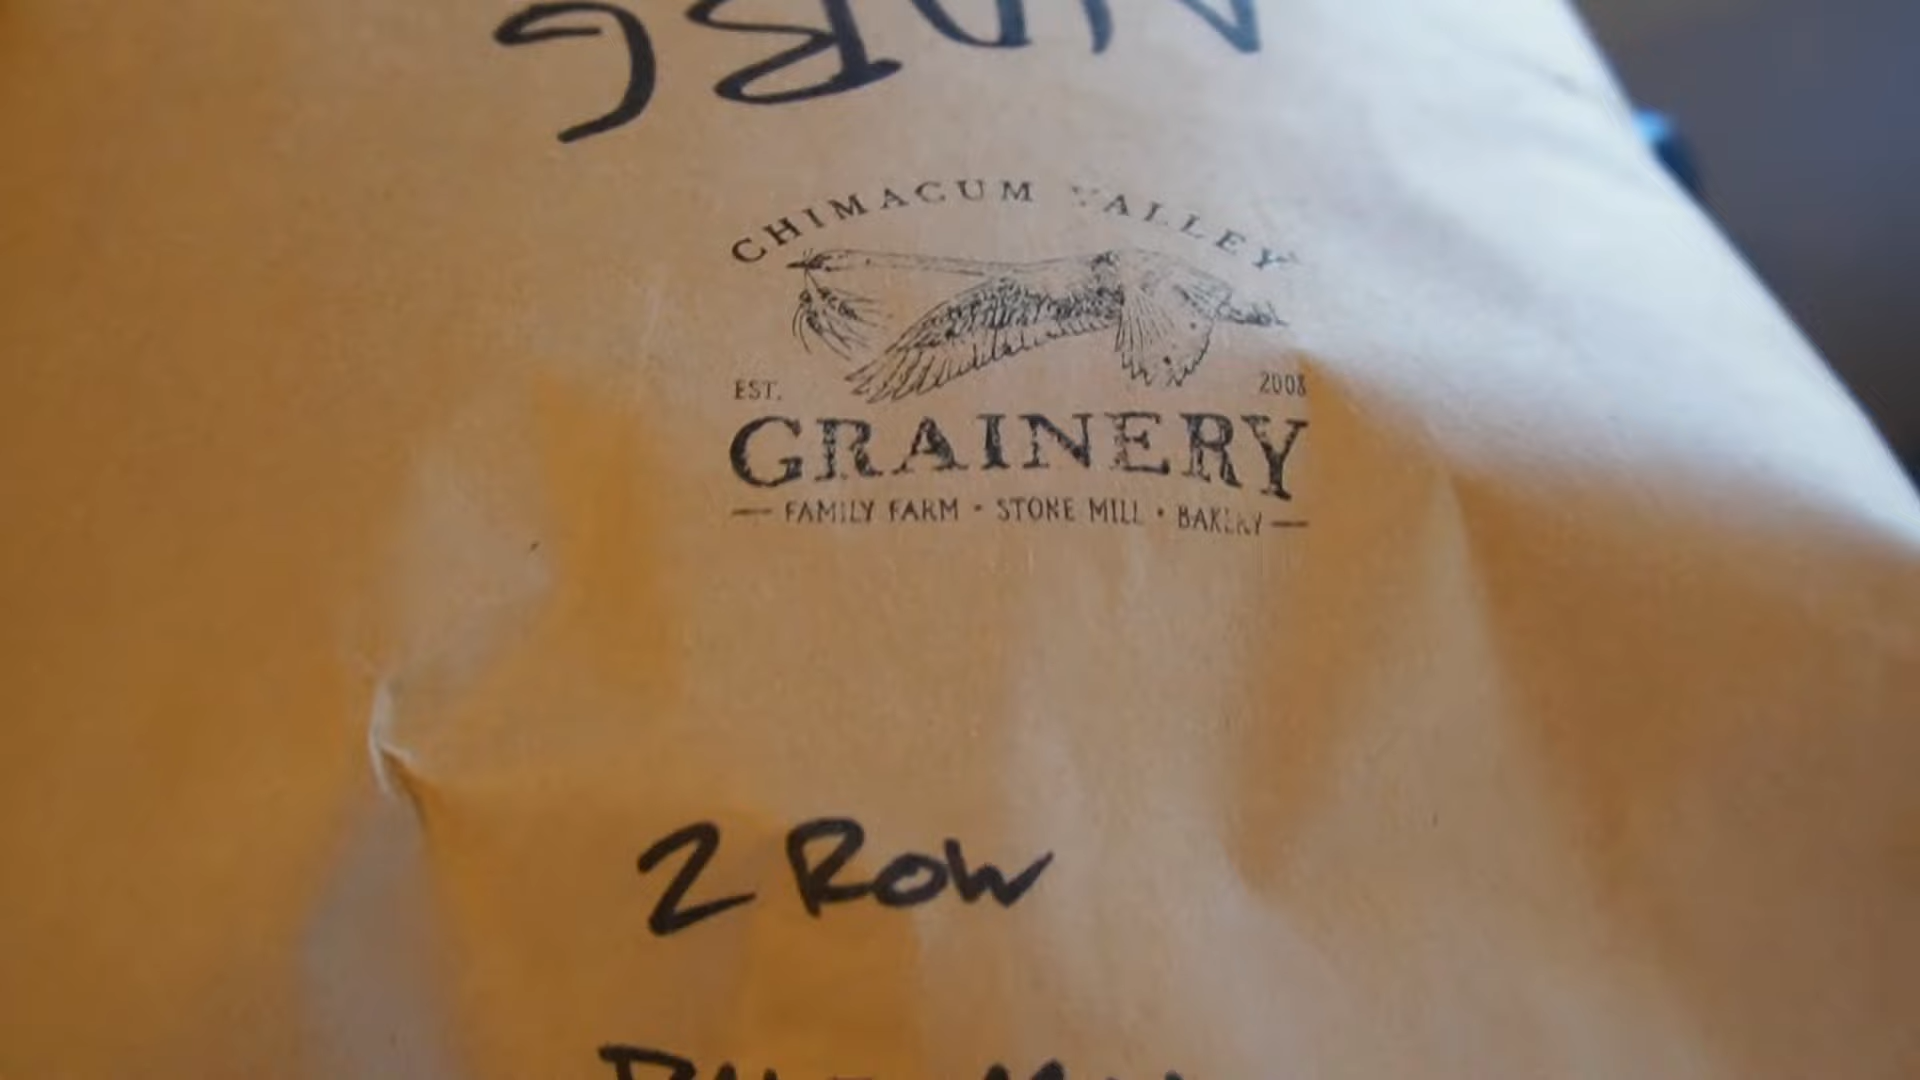 CHIMACUM VALLEY
EST. 2008
GRAINERY
FAMILY FARM • STONE MILL • BAKERY
2 Row